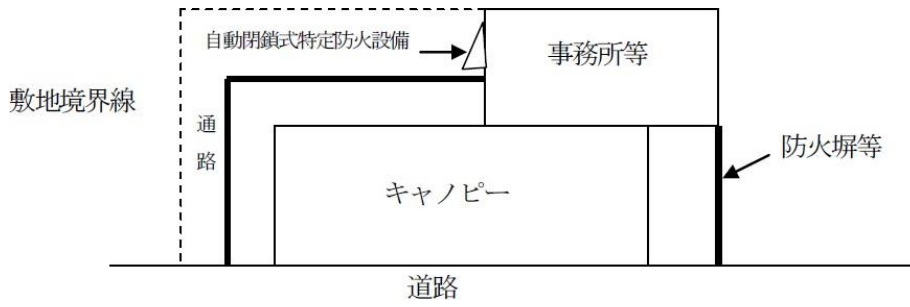 自動閉鎖式特定防火設備
事務所等
敷地境界線
通
路
防火塀等
キャノピー
道路